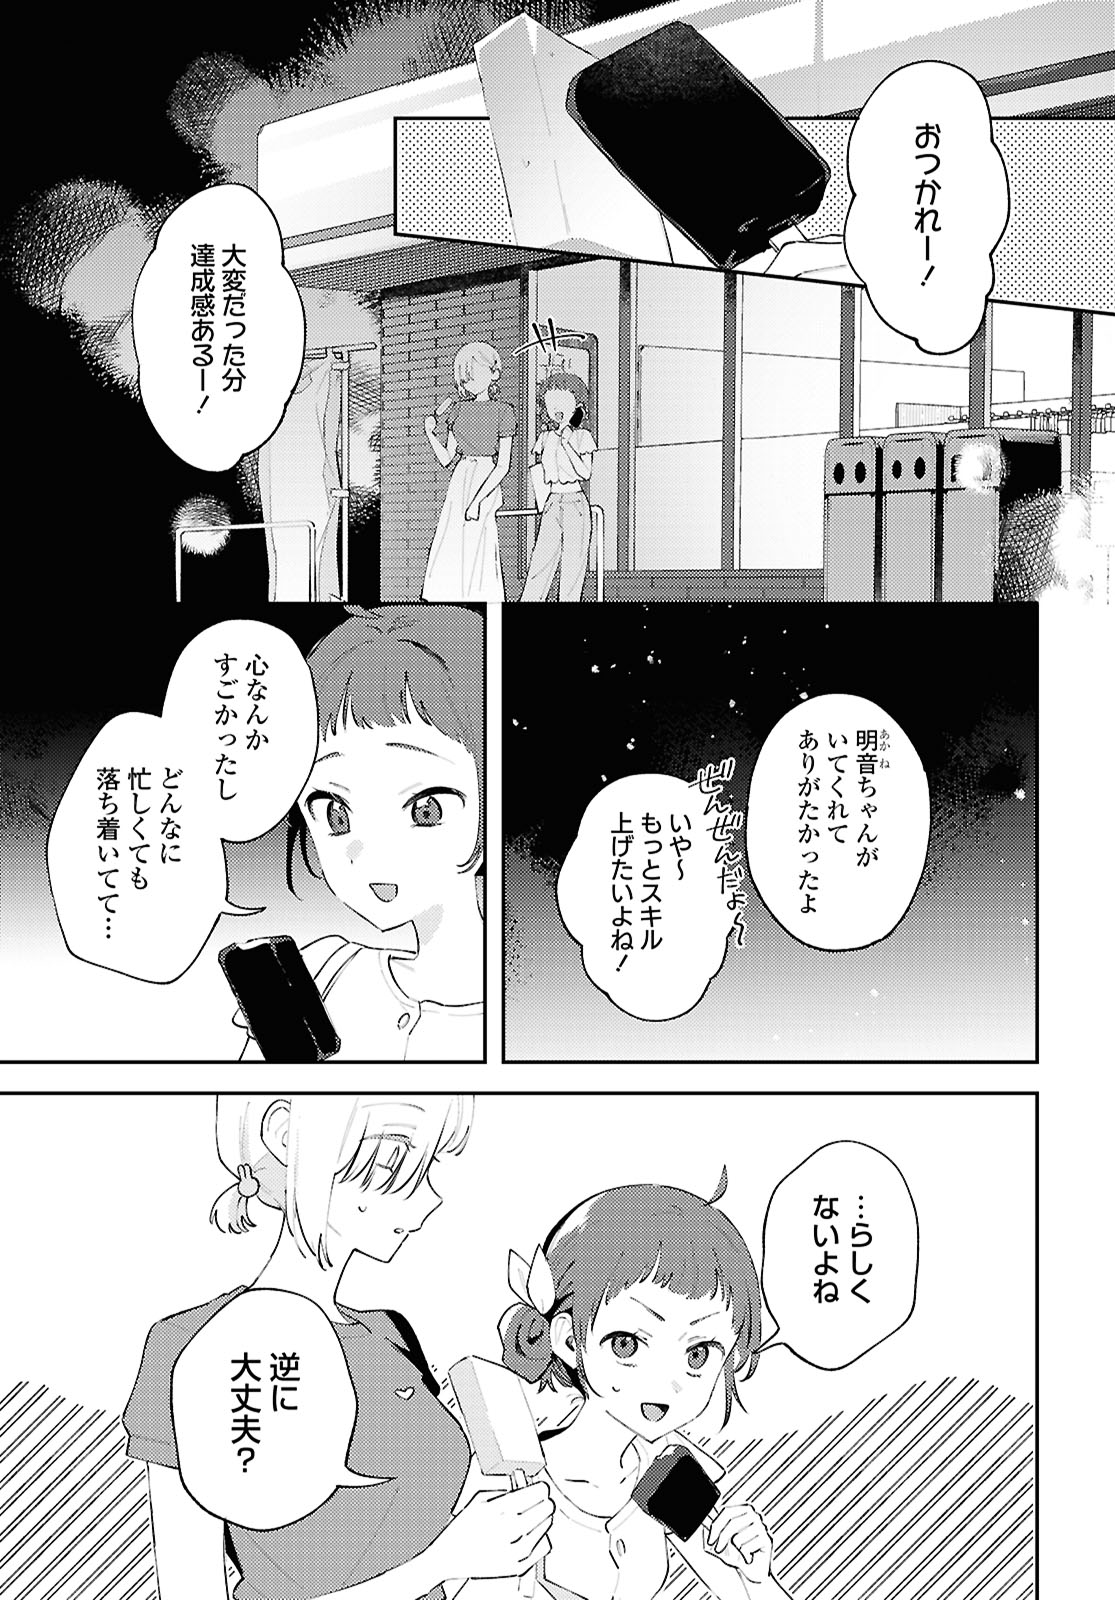 おつかれー！
大変だった分
達成感あるー！
明音ちゃんが
あかね
いてくれて
ありがたかったよ
ぜんぜんだよ〜
いや〜
もっとスキル
上げたいよね！
心なんか
すごかったし
どんなに
忙しくても
落ち着いてて…
…らしく
ないよね
逆に
大丈夫？